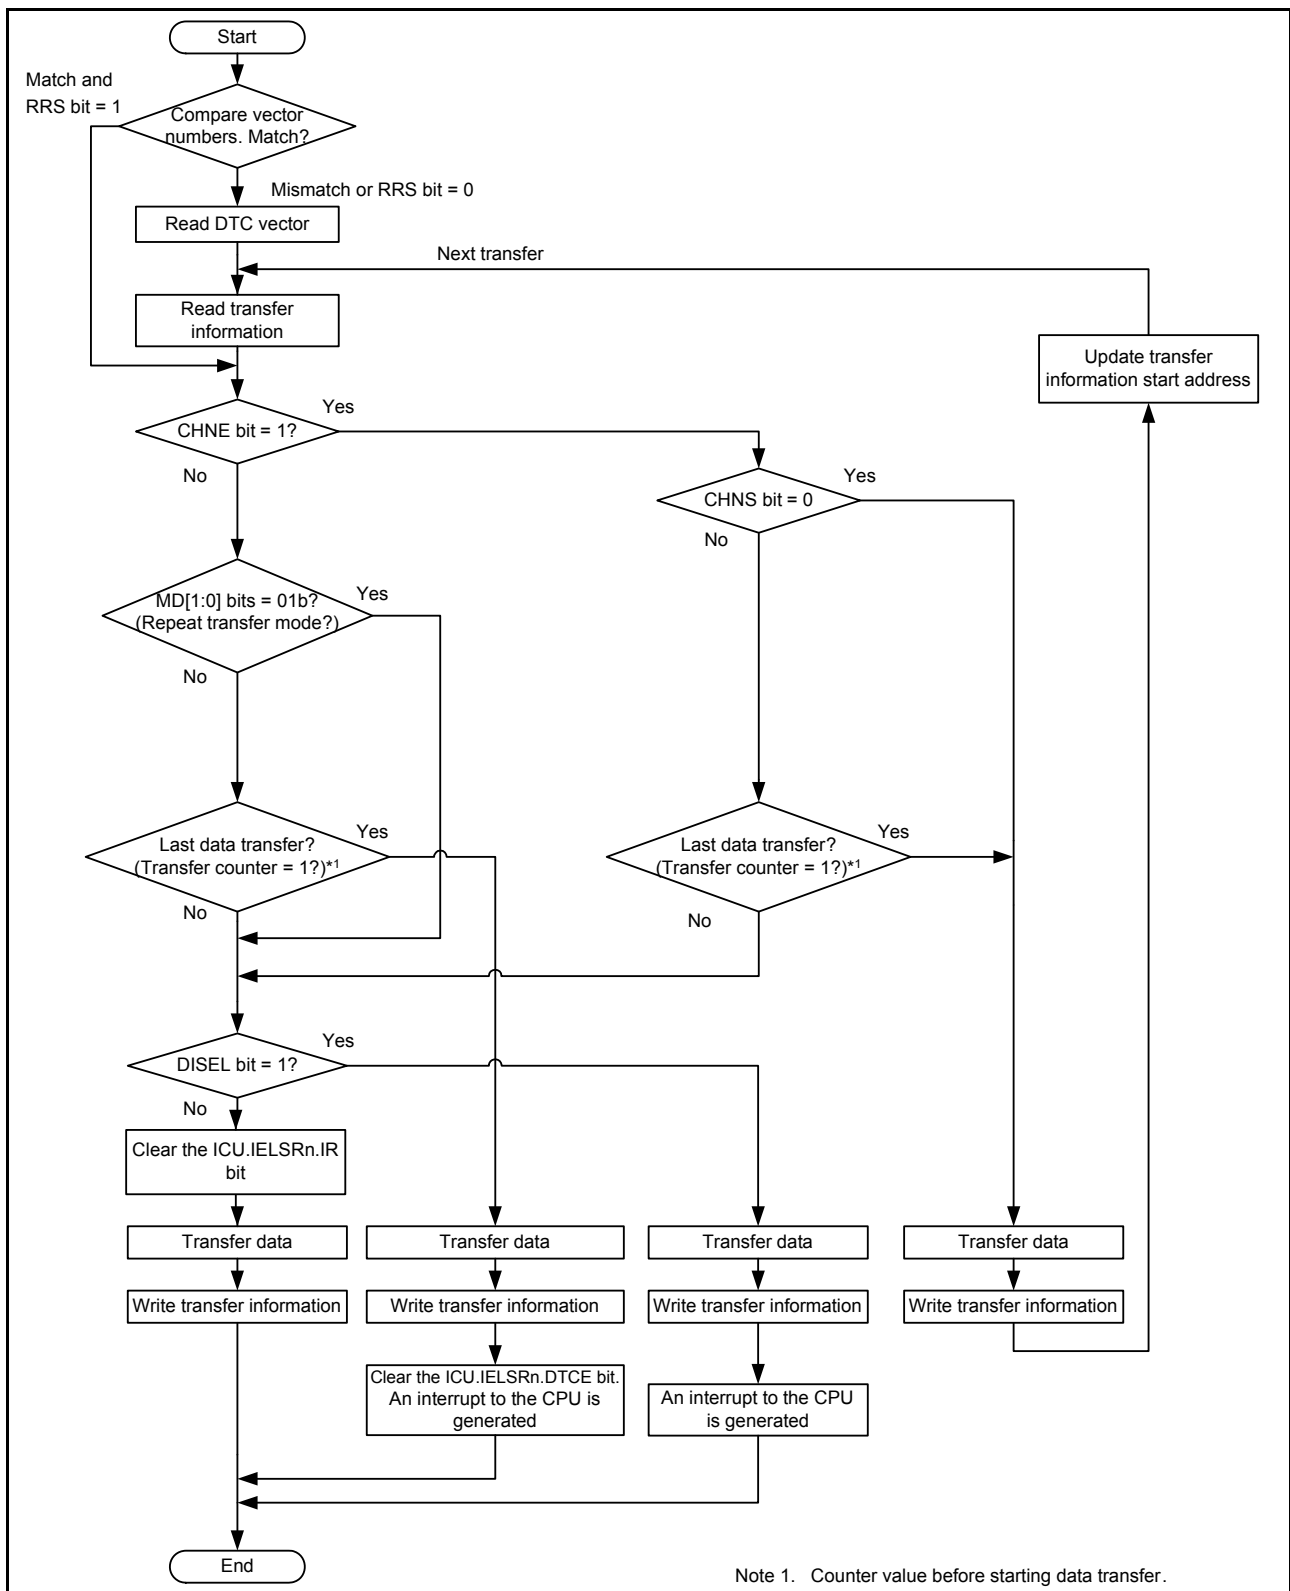 Start
Match and
RRS bit = 1
Compare vector
numbers. Match?
Mismatch or RRS bit = 0
Read DTC vector
Next transfer
Read transfer
information
Update transfer
information start address
Yes
CHNE bit = 1?
No
Yes
CHNS bit = 0
No
Yes
MD[1:0] bits = 01b?
(Repeat transfer mode?)
No
Yes
Last data transfer?
(Transfer counter = 1?)*1
No
Yes
Last data transfer?
(Transfer counter = 1?)*1
No
Yes
DISEL bit = 1?
No
Clear the ICU.IELSRn.IR
bit
Transfer data
Transfer data
Transfer data
Transfer data
Write transfer information
Write transfer information
Write transfer information
Write transfer information
Clear the ICU.IELSRn.DTCE bit.
An interrupt to the CPU is
generated
An interrupt to the CPU
is generated
End
Note 1. Counter value before starting data transfer.